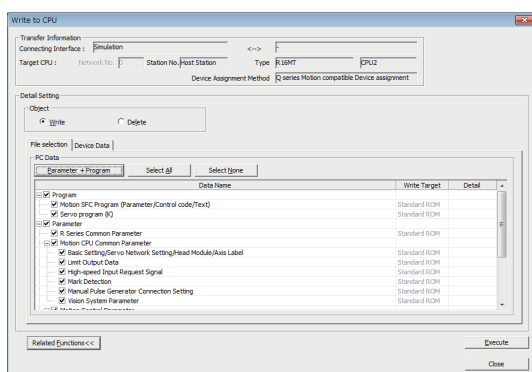 Write to CPU
Transfer Information
Connecting Interface : Simulation <--> -
Target CPU : Network No. 0 Station No. Host Station Type R16MT CPU2
Device Assignment Method Q series Motion compatible Device assignment
Detail Setting
Object
Write Delete
File selection Device Data
PC Data
Parameter + Program Select All Select None
Data Name Write Target Detail
Program
Motion SFC Program (Parameter/Control code/Text) Standard ROM
Servo program (K) Standard ROM
Parameter
R Series Common Parameter Standard ROM
Motion CPU Common Parameter
Basic Setting/Servo Network Setting/Head Module/Axis Label Standard ROM
Limit Output Data Standard ROM
High-speed Input Request Signal Standard ROM
Mark Detection Standard ROM
Manual Pulse Generator Connection Setting Standard ROM
Vision System Parameter Standard ROM
Motion Control Parameter
Related Functions<< Execute
Close